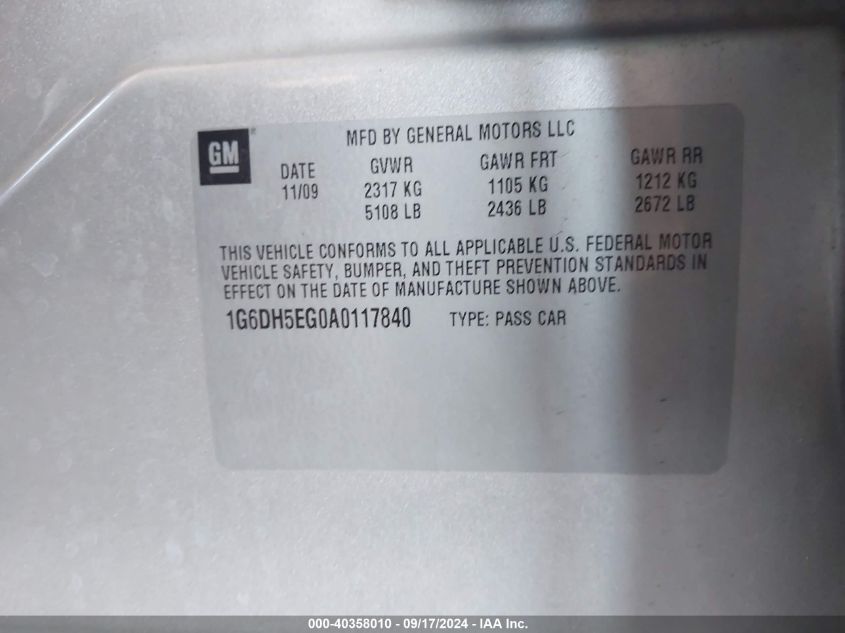 MFD BY GENERAL MOTORS LLC
GM
DATE GVWR GAWR FRT GAWR RR
11/09 2317 KG 1105 KG 1212 KG
5108 LB 2436 LB 2672 LB
THIS VEHICLE CONFORMS TO ALL APPLICABLE U.S. FEDERAL MOTOR
VEHICLE SAFETY, BUMPER, AND THEFT PREVENTION STANDARDS IN
EFFECT ON THE DATE OF MANUFACTURE SHOWN ABOVE.
1G6DH5EG0A0117840 TYPE: PASS CAR
000-40358010 - 09/17/2024 - IAA Inc.